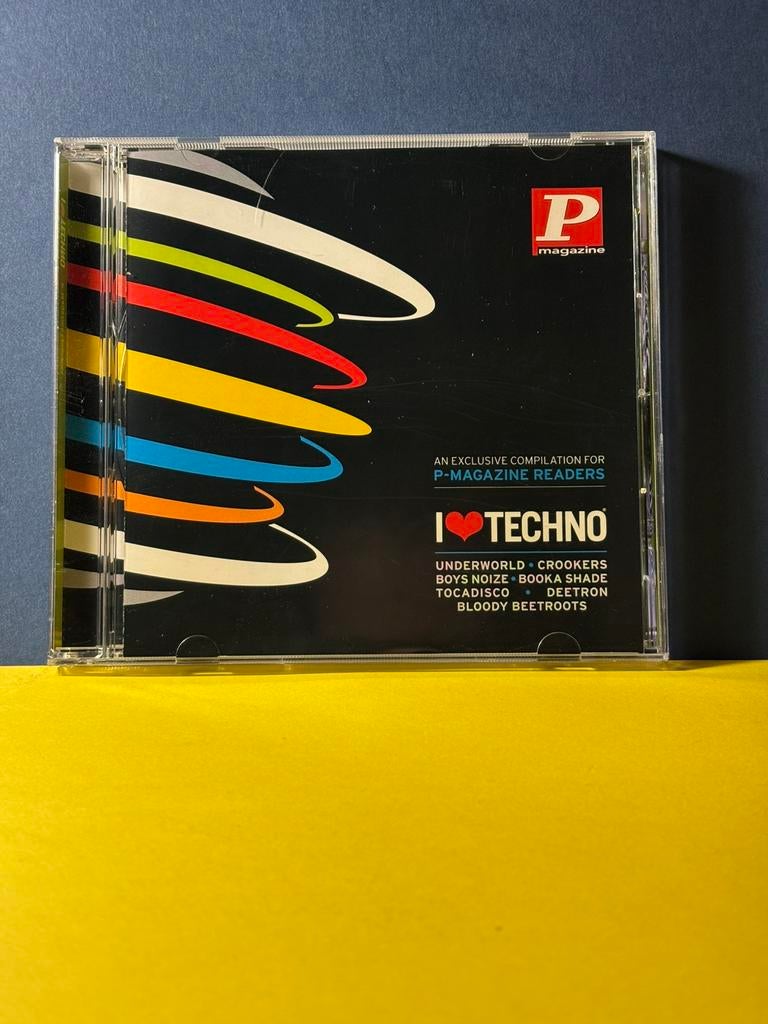 P
magazine
AN EXCLUSIVE COMPILATION FOR
P-MAGAZINE READERS
I ❤ TECHNO
UNDERWORLD • CROOKERS
BOYS NOIZE • BOOKA SHADE
TOCADISCO • DEETRON
BLOODY BEETROOTS